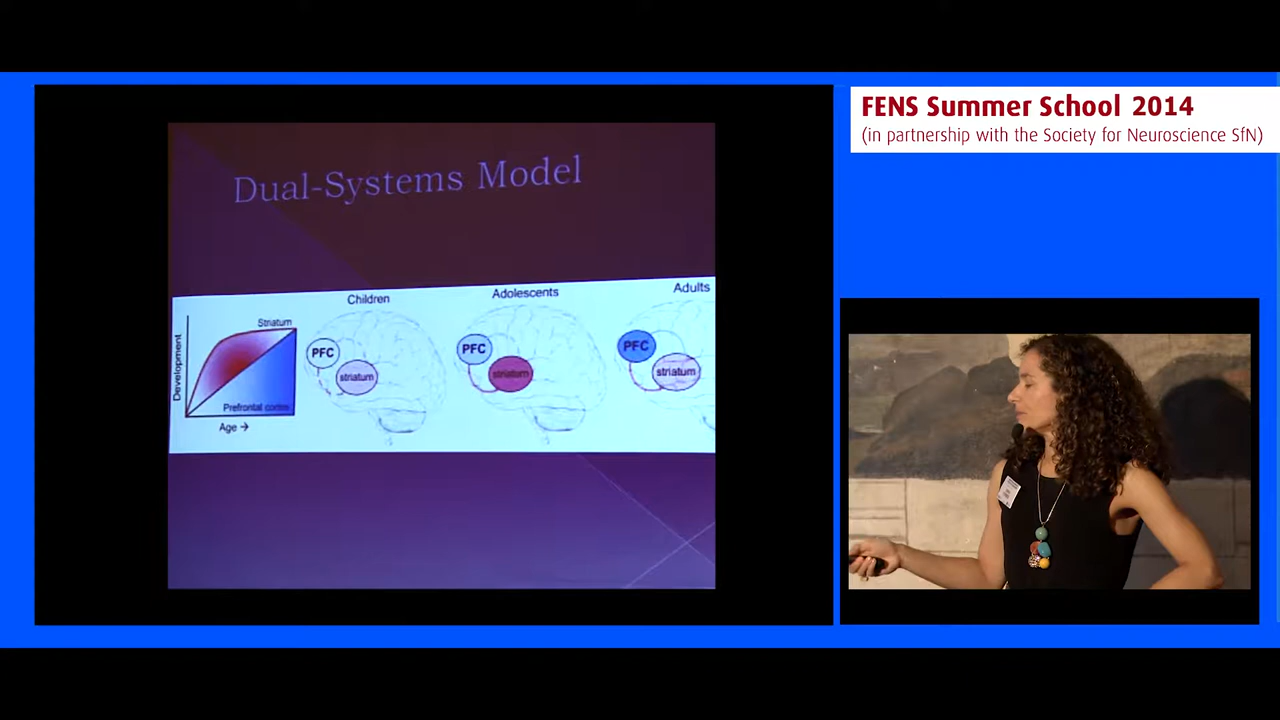 FENS Summer School 2014
(in partnership with the Society for Neuroscience SfN)
Dual-Systems Model
Children
Adolescents
Adults
Striatum
Development
Prefrontal cortex
Age →
PFC
striatum
PFC
striatum
PFC
striatum